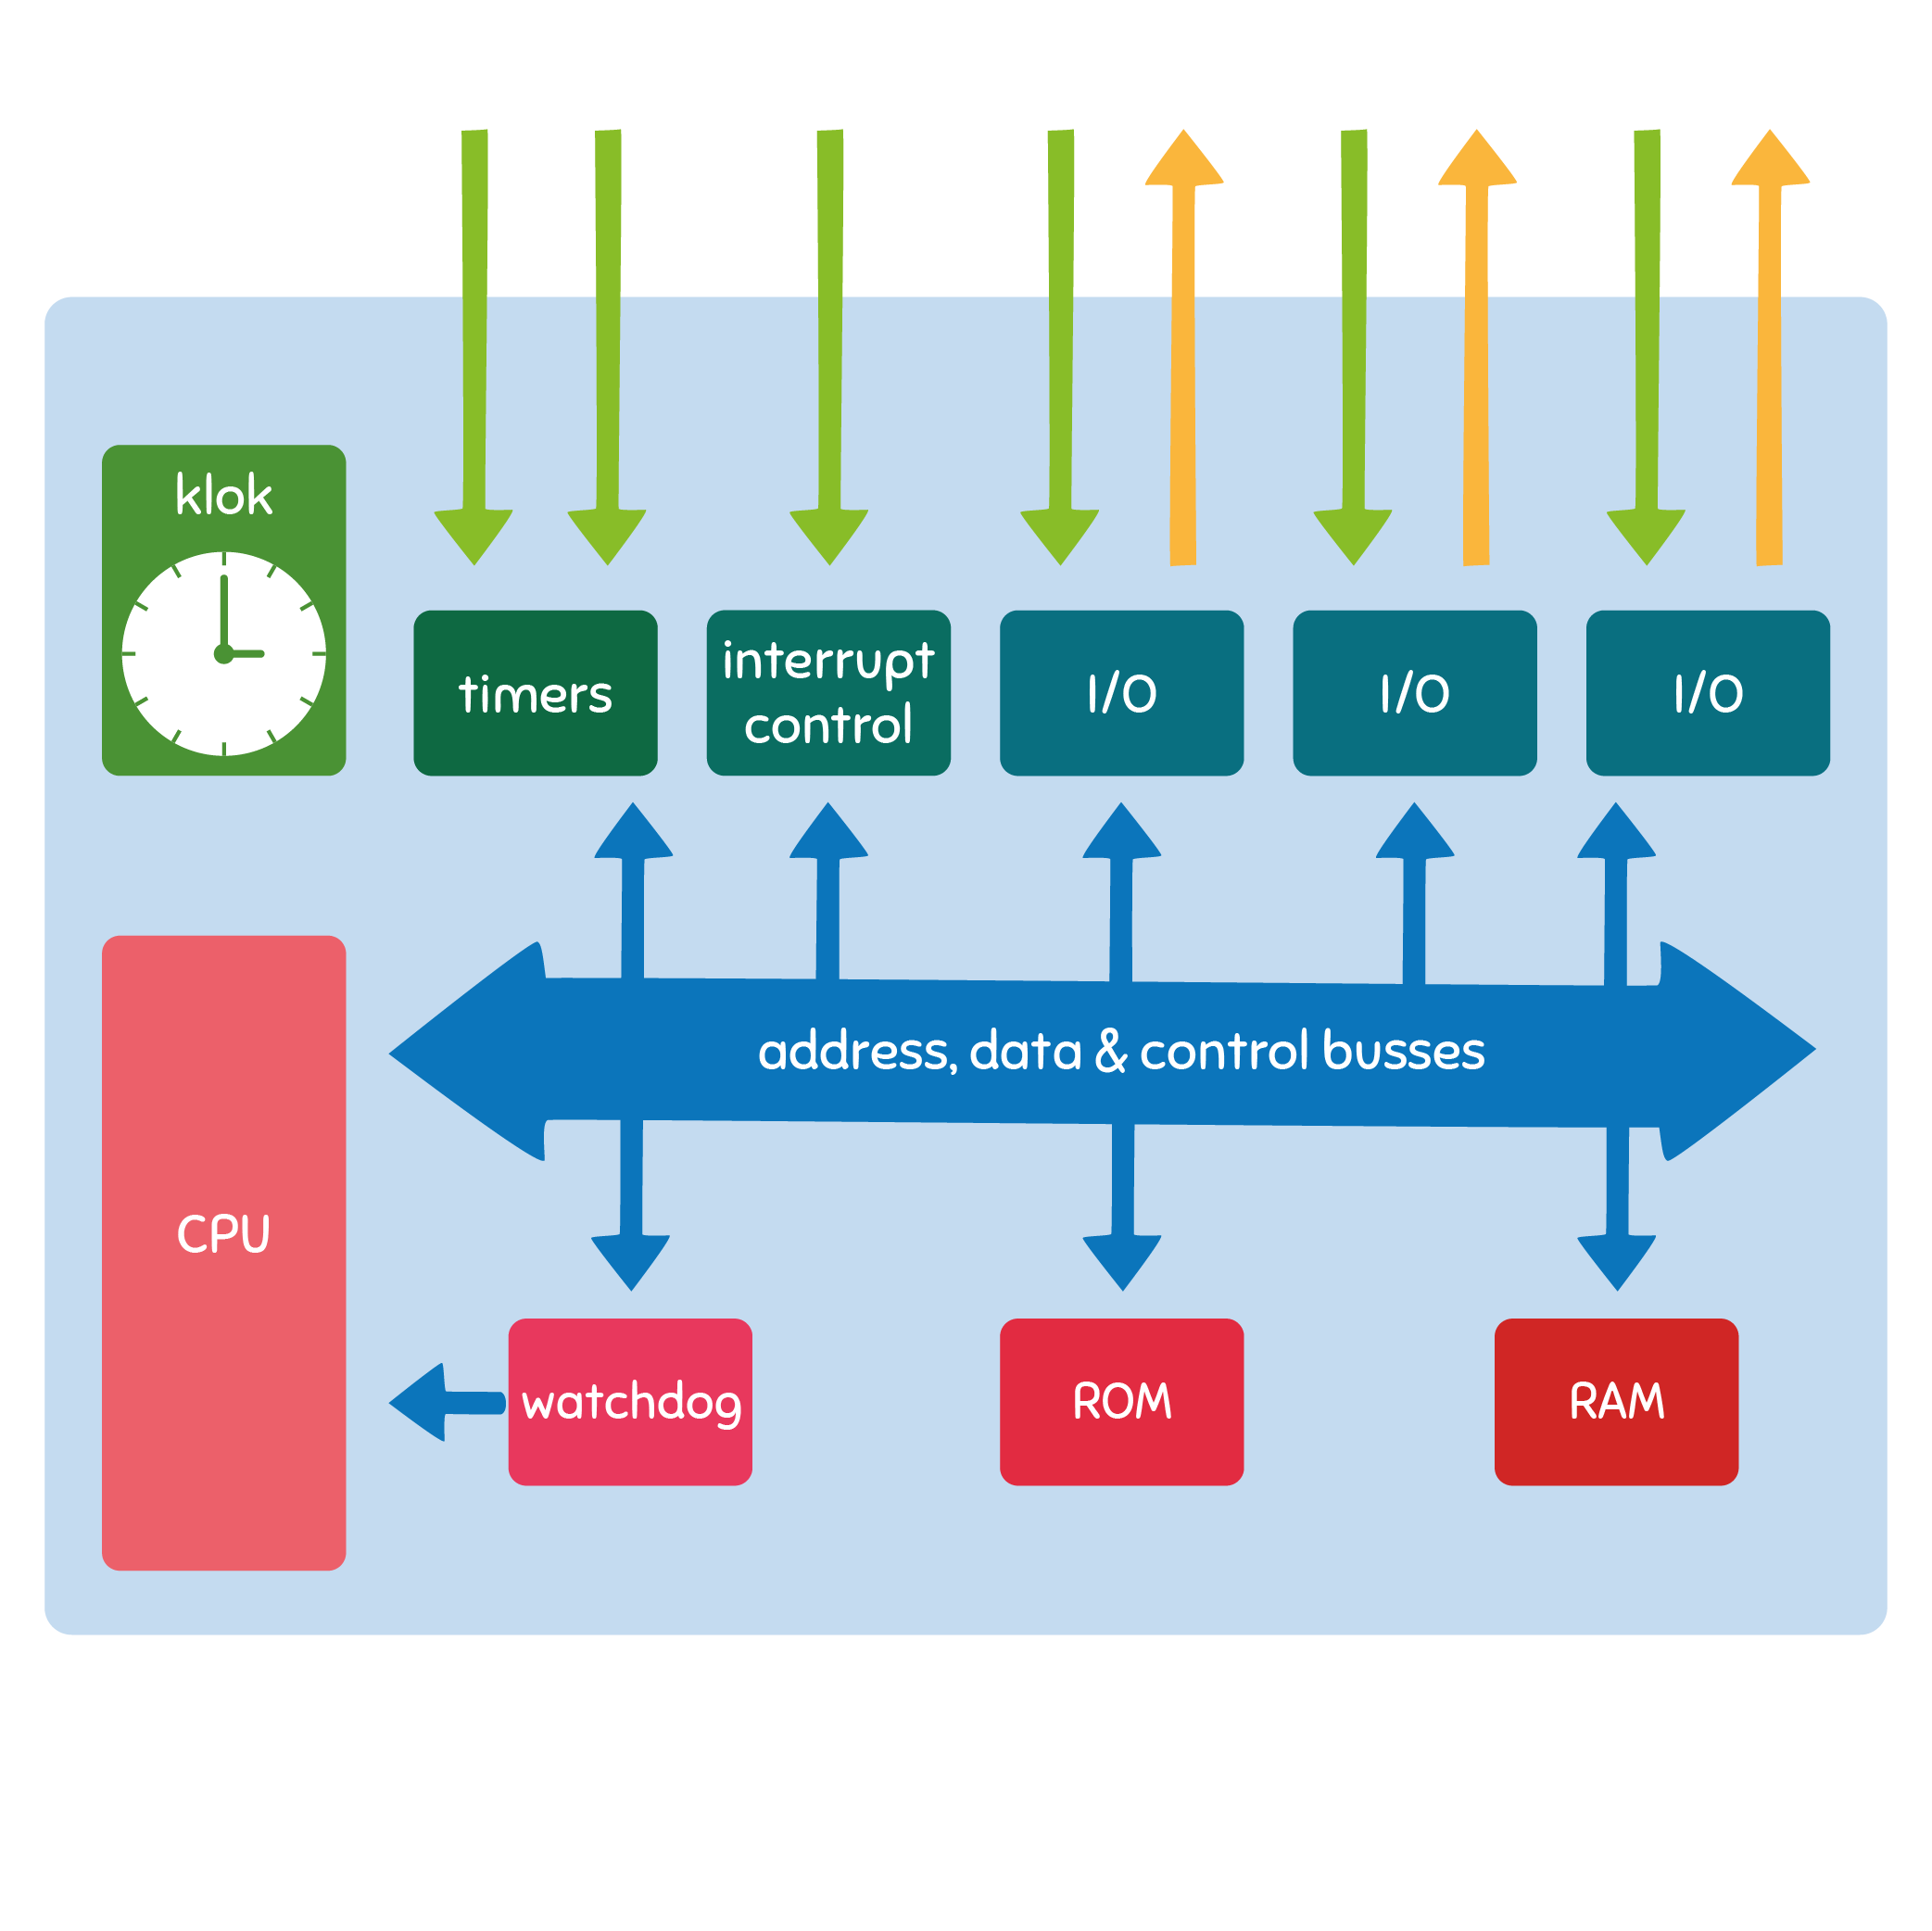 klok
timers
interrupt
control
I/O
I/O
I/O
address, data & control busses
CPU
watchdog
ROM
RAM